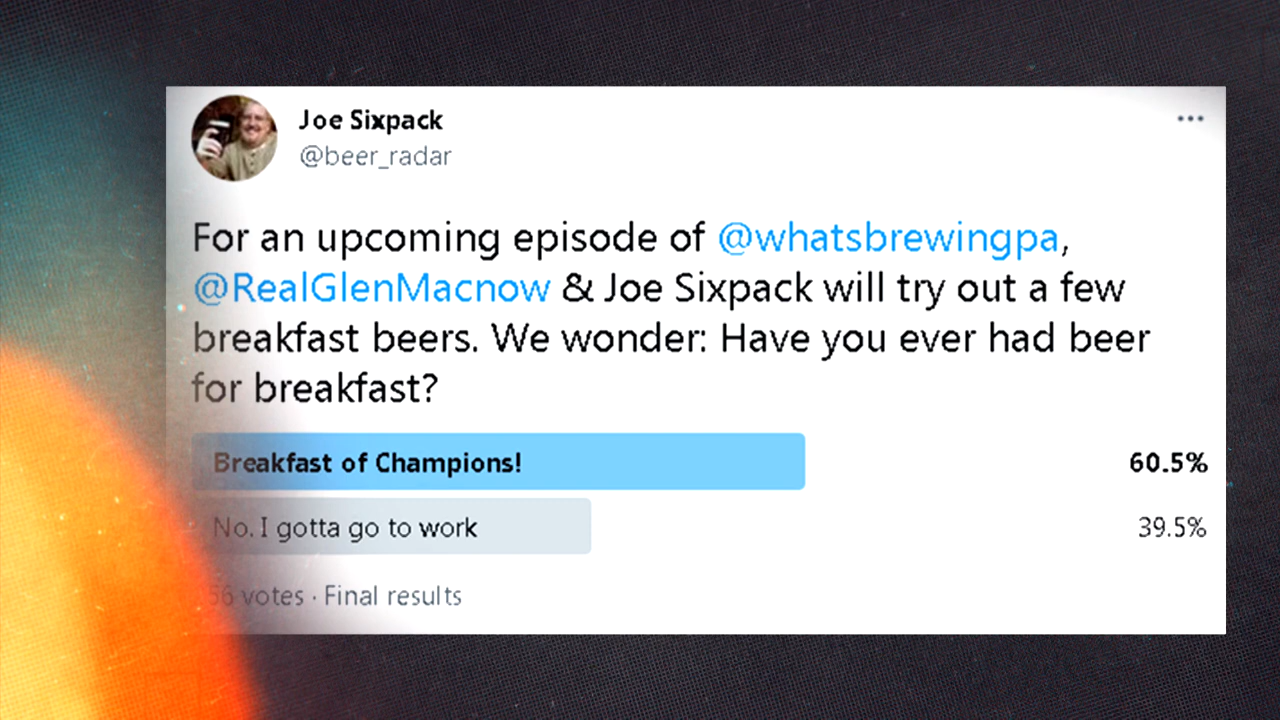 Joe Sixpack
@beer_radar
For an upcoming episode of @whatsbrewingpa,
@RealGlenMacnow & Joe Sixpack will try out a few
breakfast beers. We wonder: Have you ever had beer
for breakfast?
Breakfast of Champions! 60.5%
No. I gotta go to work 39.5%
votes · Final results